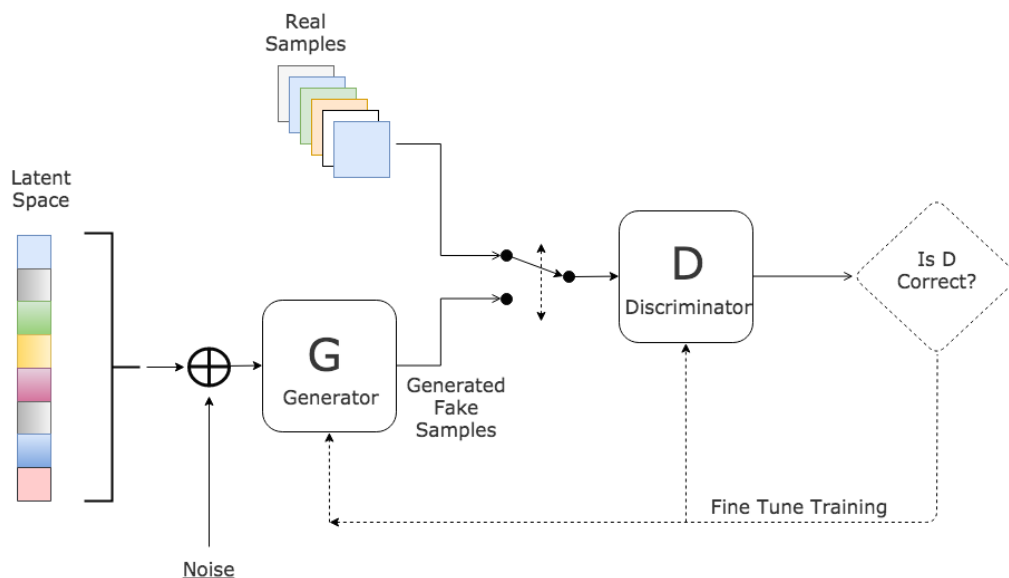 Real
Samples
Latent
Space
D
Discriminator
Is D
Correct?
G
Generator
Generated
Fake
Samples
Fine Tune Training
Noise